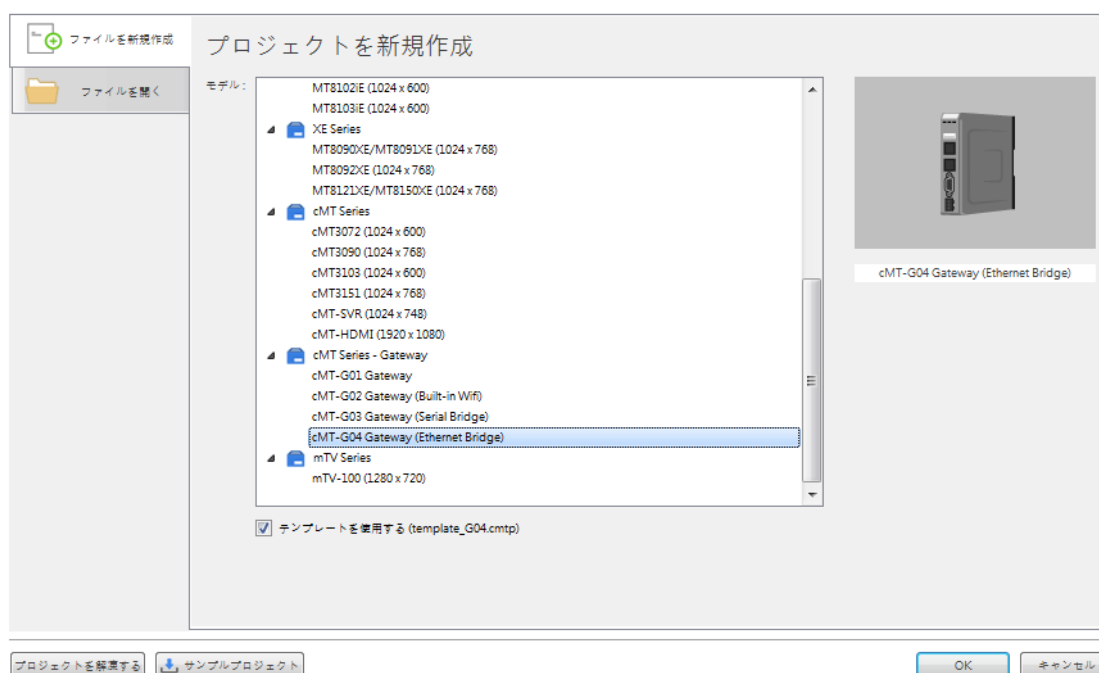 ファイルを新規作成
ファイルを開く
プロジェクトを新規作成
モデル:
MT8102iE (1024 x 600)
MT8103iE (1024 x 600)
XE Series
MT8090XE/MT8091XE (1024 x 768)
MT8092XE (1024 x 768)
MT8121XE/MT8150XE (1024 x 768)
cMT Series
cMT3072 (1024 x 600)
cMT3090 (1024 x 768)
cMT3103 (1024 x 600)
cMT3151 (1024 x 768)
cMT-SVR (1024 x 748)
cMT-HDMI (1920 x 1080)
cMT Series - Gateway
cMT-G01 Gateway
cMT-G02 Gateway (Built-in Wifi)
cMT-G03 Gateway (Serial Bridge)
cMT-G04 Gateway (Ethernet Bridge)
mTV Series
mTV-100 (1280 x 720)
cMT-G04 Gateway (Ethernet Bridge)
テンプレートを使用する (template_G04.cmtp)
プロジェクトを解凍する
サンプルプロジェクト
OK
キャンセル